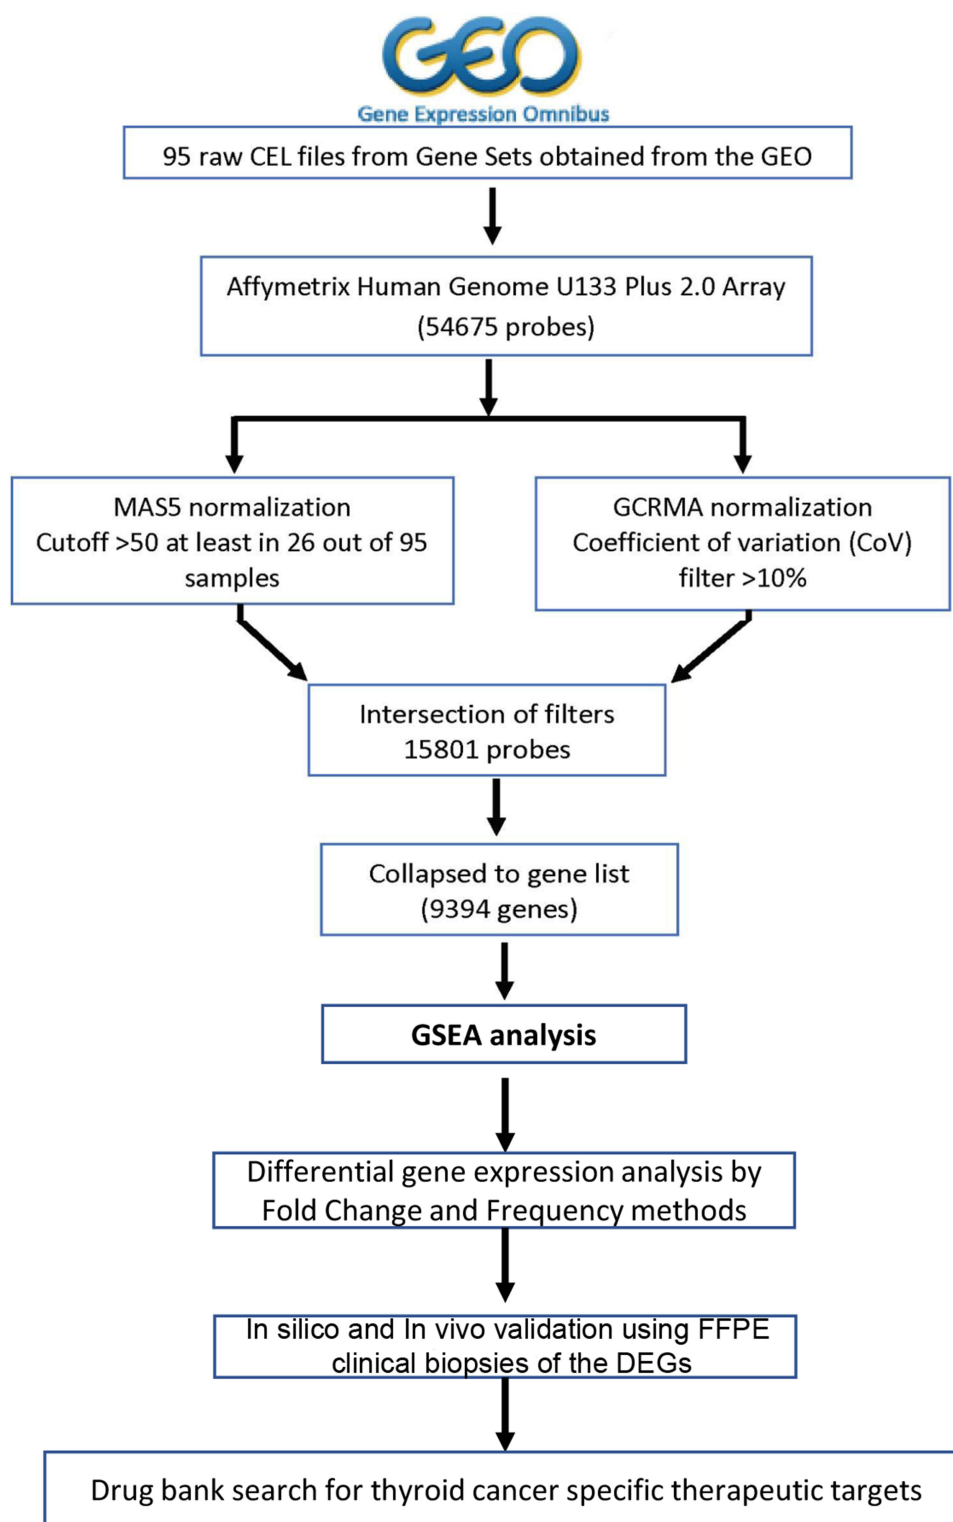 GEO
Gene Expression Omnibus
95 raw CEL files from Gene Sets obtained from the GEO
Affymetrix Human Genome U133 Plus 2.0 Array
(54675 probes)
MAS5 normalization
Cutoff >50 at least in 26 out of 95
samples
GCRMA normalization
Coefficient of variation (CoV)
filter >10%
Intersection of filters
15801 probes
Collapsed to gene list
(9394 genes)
GSEA analysis
Differential gene expression analysis by
Fold Change and Frequency methods
In silico and In vivo validation using FFPE
clinical biopsies of the DEGs
Drug bank search for thyroid cancer specific therapeutic targets